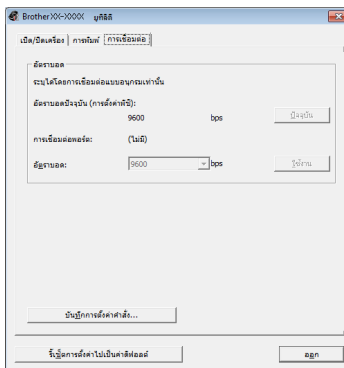 Brother XX-XXXX ยูทิลิตี
เปิด/ปิดเครื่อง การพิมพ์ การเชื่อมต่อ
อัตราบอด
ระบุได้โดยการเชื่อมต่อแบบอนุกรมเท่านั้น
อัตราบอดปัจจุบัน (การตั้งค่าพีซี):
9600 bps ปัจจุบัน
การเชื่อมต่อพอร์ต: (ไม่มี)
อัตราบอด: 9600 bps ใช้งาน
บันทึกการตั้งค่าคำสั่ง...
รีเซ็ตการตั้งค่าไปเป็นค่าดีฟอลต์ ออก